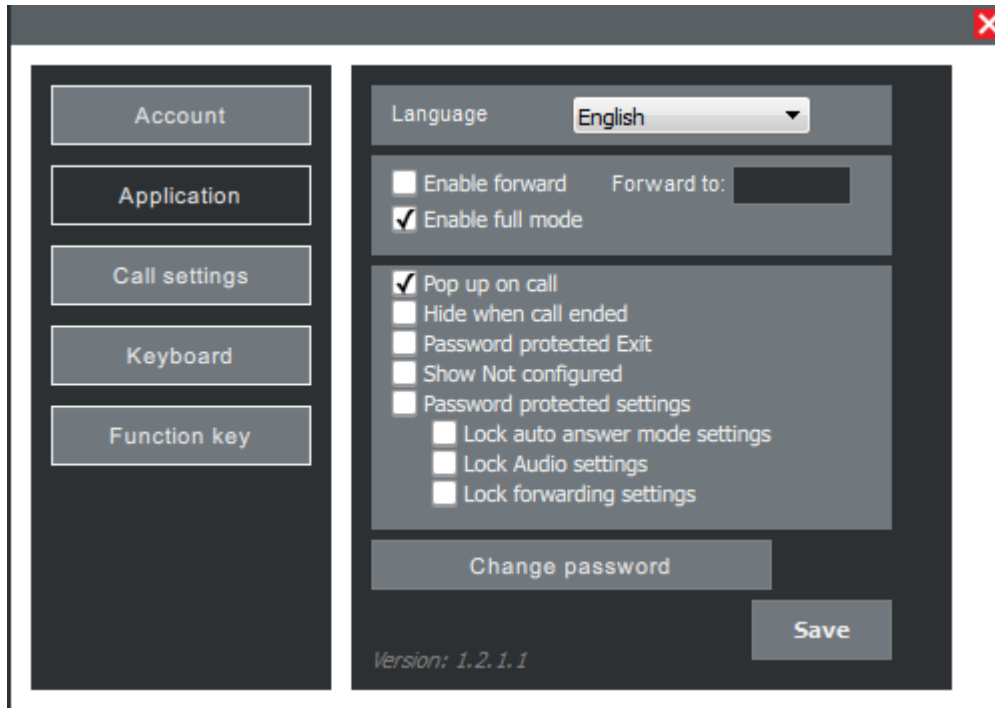 Account
Application
Call settings
Keyboard
Function key
Language English
Enable forward Forward to:
Enable full mode
Pop up on call
Hide when call ended
Password protected Exit
Show Not configured
Password protected settings
Lock auto answer mode settings
Lock Audio settings
Lock forwarding settings
Change password
Save
Version: 1.2.1.1